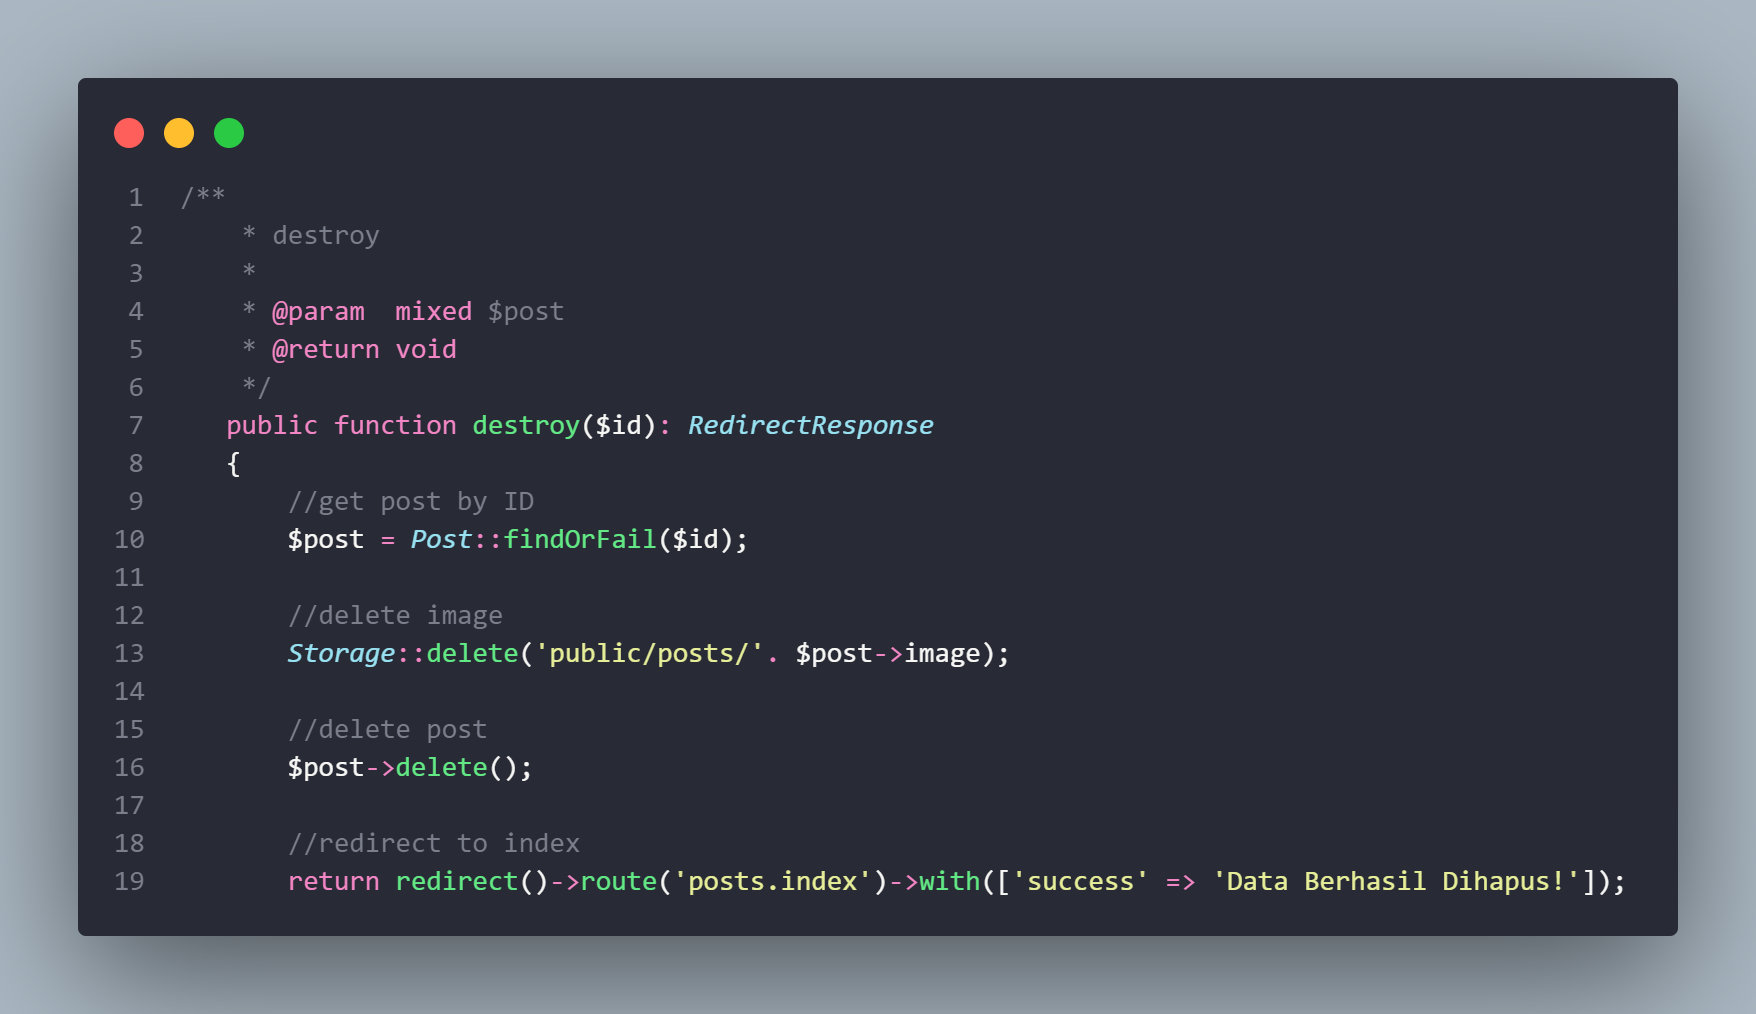 1 /**
2 * destroy
3 *
4 * @param  mixed $post
5 * @return void
6 */
7 public function destroy($id): RedirectResponse
8 {
9 //get post by ID
10 $post = Post::findOrFail($id);
11
12 //delete image
13 Storage::delete('public/posts/'. $post->image);
14
15 //delete post
16 $post->delete();
17
18 //redirect to index
19 return redirect()->route('posts.index')->with(['success' => 'Data Berhasil Dihapus!']);